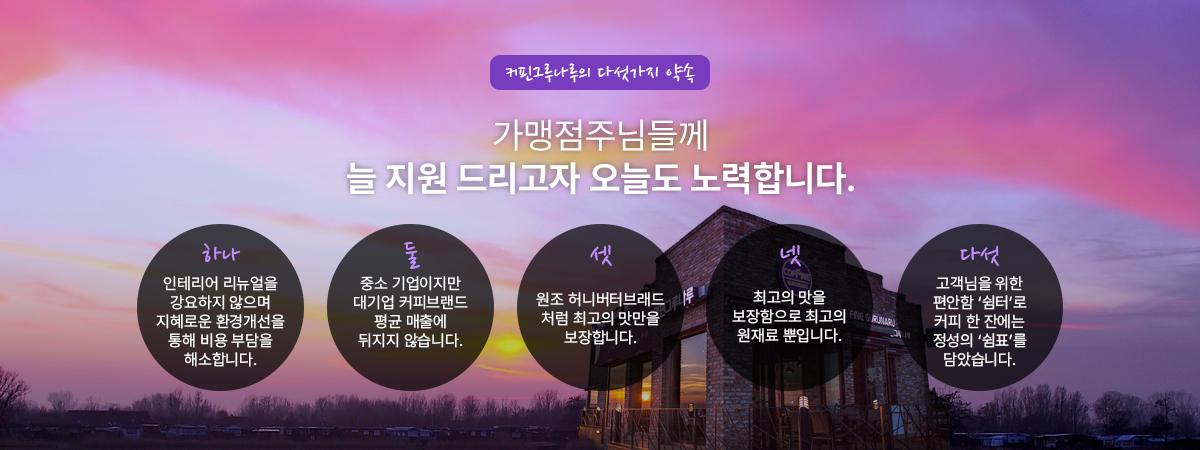 커핀그루나루의 다섯가지 약속
가맹점주님들께
늘 지원 드리고자 오늘도 노력합니다.
하나
인테리어 리뉴얼을
강요하지 않으며
지혜로운 환경개선을
통해 비용 부담을
해소합니다.
둘
중소 기업이지만
대기업 커피브랜드
평균 매출에
뒤지지 않습니다.
셋
원조 허니버터브래드
처럼 최고의 맛만을
보장합니다.
넷
최고의 맛을
보장함으로 최고의
원재료 뿐입니다.
다섯
고객님을 위한
편안함 ‘쉼터’로
커피 한 잔에는
정성의 ‘쉼표’를
담았습니다.
FINE GURUNARU